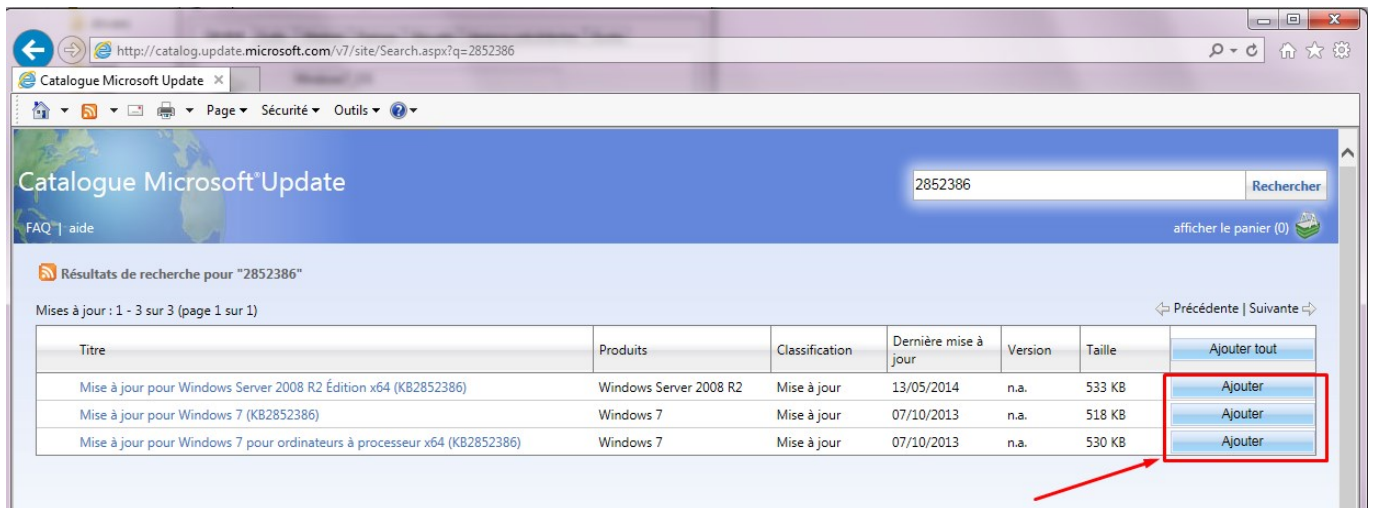 http://catalog.update.microsoft.com/v7/site/Search.aspx?q=2852386
Catalogue Microsoft Update
Page Sécurité Outils
Catalogue Microsoft®Update
2852386 Rechercher
FAQ | aide afficher le panier (0)
Résultats de recherche pour "2852386"
Mises à jour : 1 - 3 sur 3 (page 1 sur 1) Précédente | Suivante
Titre Produits Classification Dernière mise à jour Version Taille Ajouter tout
Mise à jour pour Windows Server 2008 R2 Édition x64 (KB2852386) Windows Server 2008 R2 Mise à jour 13/05/2014 n.a. 533 KB Ajouter
Mise à jour pour Windows 7 (KB2852386) Windows 7 Mise à jour 07/10/2013 n.a. 518 KB Ajouter
Mise à jour pour Windows 7 pour ordinateurs à processeur x64 (KB2852386) Windows 7 Mise à jour 07/10/2013 n.a. 530 KB Ajouter